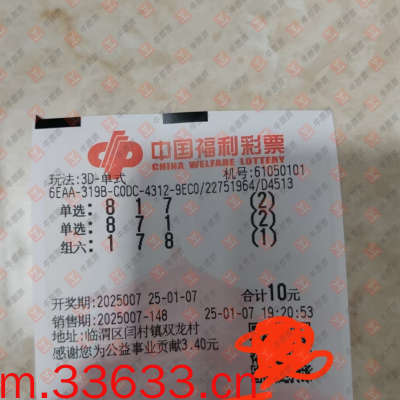 中国福利彩票
CHINA WELFARE LOTTERY
玩法:3D-单式 机号:61050101
6EAA-319B-C0DC-4312-9EC0/22751964/D4513
单选: 8 1 7 (2)
单选: 8 7 1 (2)
组六: 1 7 8 (1)
开奖期:2025007 25-01-07 合计10元
销售期:2025007-148 25-01-07 19:20:53
地址:临渭区闫村镇双龙村
感谢您为公益事业贡献3.40元
m.33633.com.cn